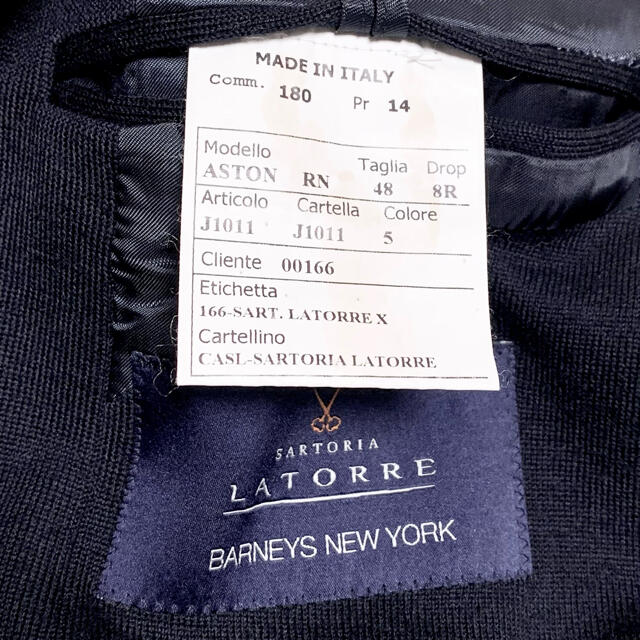 MADE IN ITALY
Comm. 180 Pr 14
Modello Taglia Drop
ASTON RN 48 8R
Articolo Cartella Colore
J1011 J1011 5
Cliente 00166
Etichetta
166-SART. LATORRE X
Cartellino
CASL-SARTORIA LATORRE
SARTORIA
LATORRE
BARNEYS NEW YORK